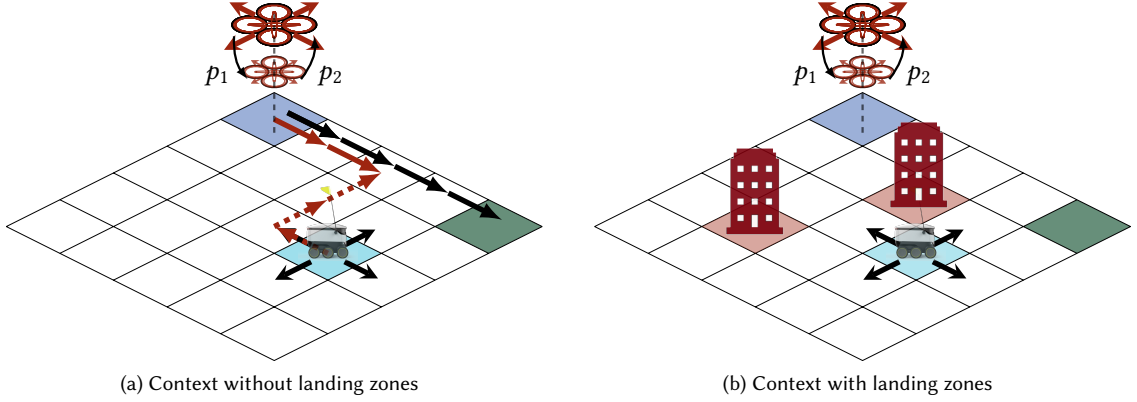 p₁ p₂
p₁ p₂
(a) Context without landing zones
(b) Context with landing zones